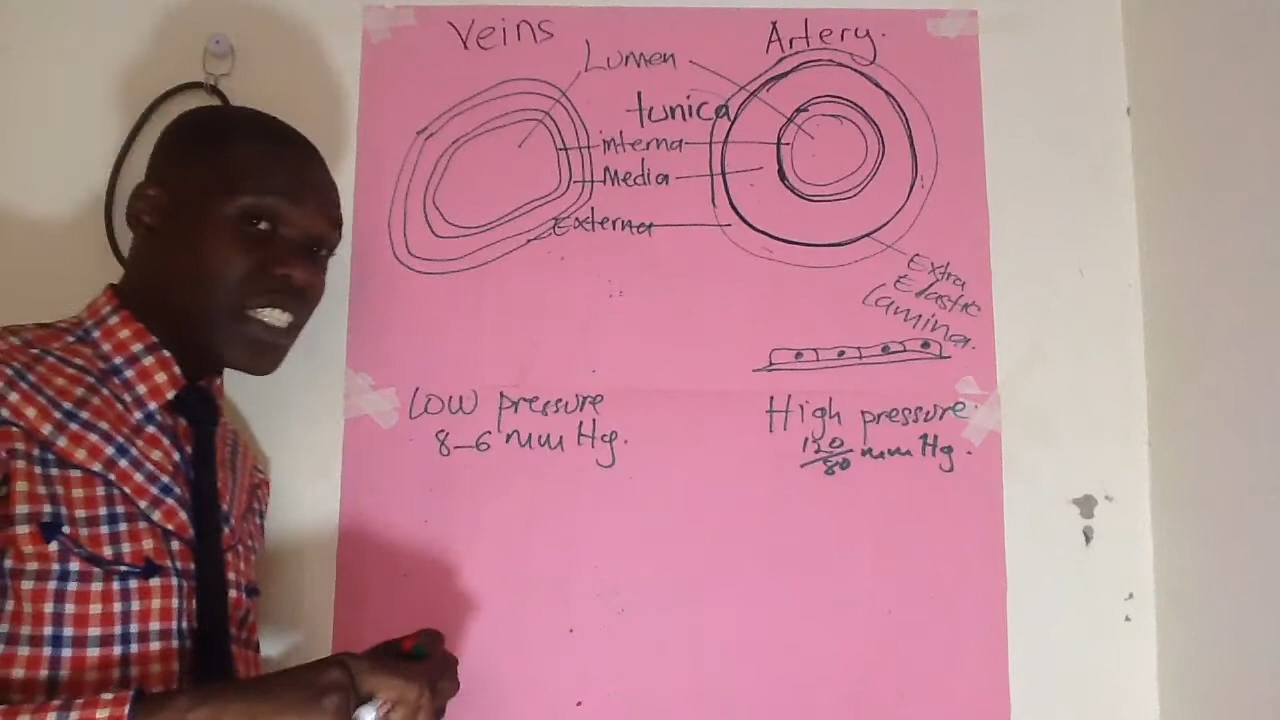 Veins
Artery.
Lumen
tunica
interna
Media
Externa
Extra
Elastic
Lamina.
Low pressure
8-6 mm Hg.
High pressure.
120/80 mm Hg.